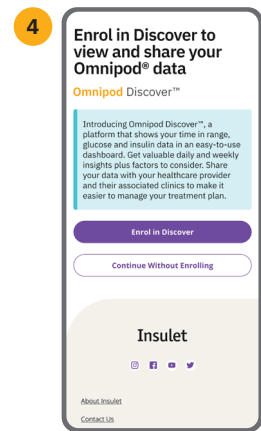 4
Enrol in Discover to
view and share your
Omnipod® data
Omnipod Discover™
Introducing Omnipod Discover™, a
platform that shows your time in range,
glucose and insulin data in an easy-to-use
dashboard. Get valuable daily and weekly
insights plus factors to consider. Share
your data with your healthcare provider
and their associated clinics to make it
easier to manage your treatment plan.
Enrol in Discover
Continue Without Enrolling
Insulet
About Insulet
Contact Us